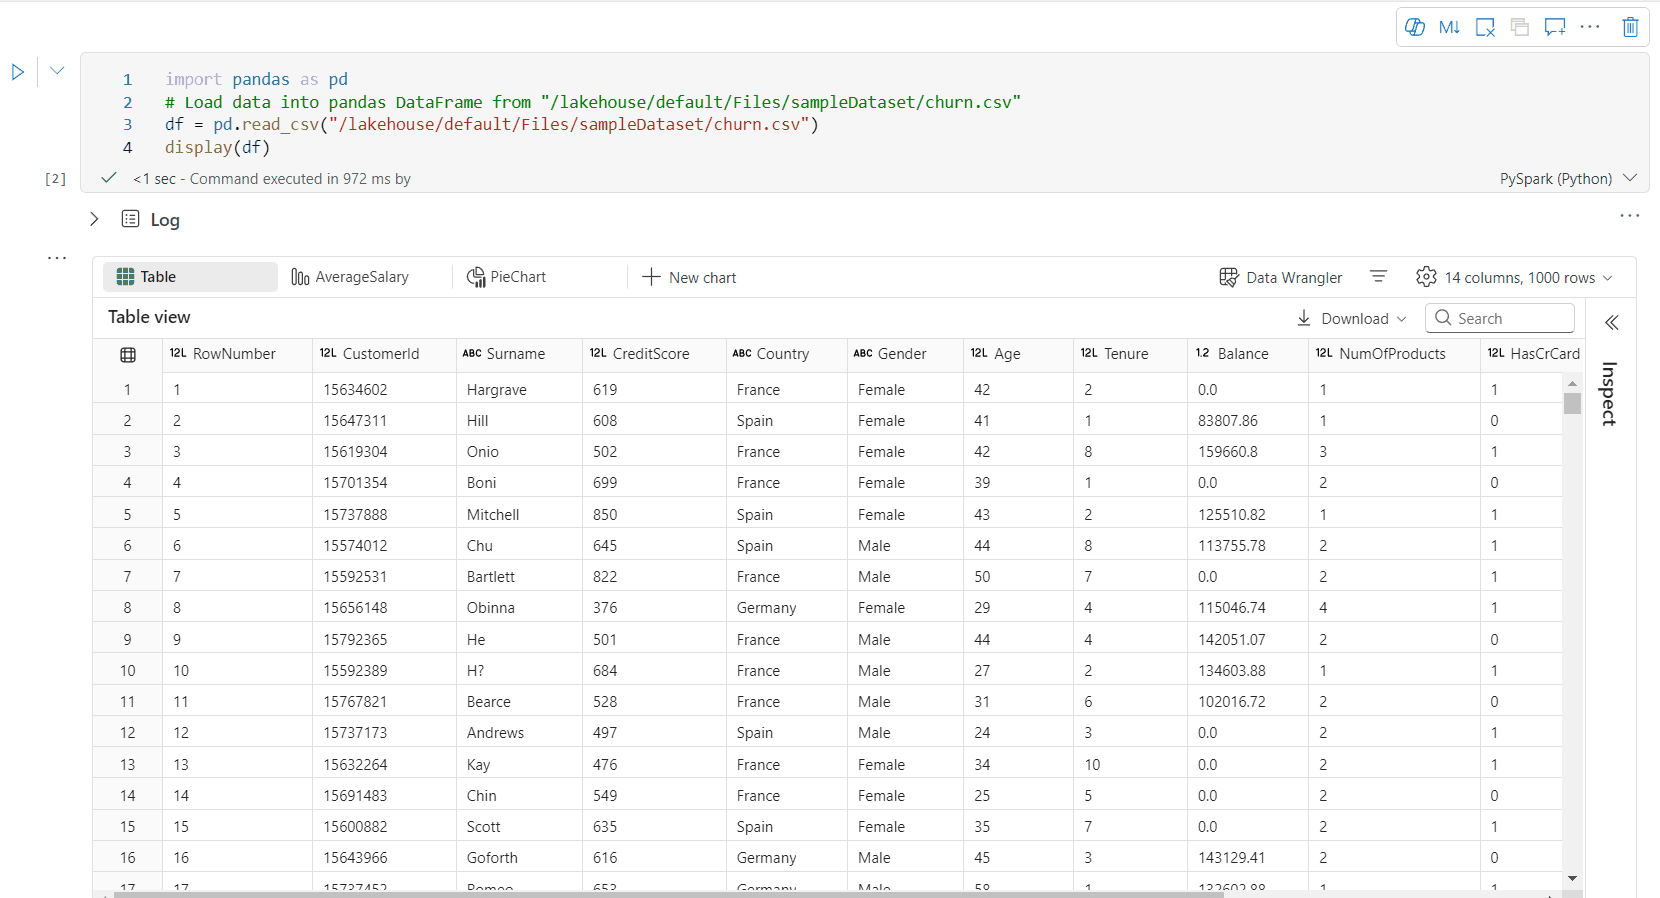 M↓
1 import pandas as pd
2 # Load data into pandas DataFrame from "/lakehouse/default/Files/sampleDataset/churn.csv"
3 df = pd.read_csv("/lakehouse/default/Files/sampleDataset/churn.csv")
4 display(df)
[2] <1 sec - Command executed in 972 ms by PySpark (Python)
Log
Table AverageSalary PieChart New chart Data Wrangler 14 columns, 1000 rows
Table view Download Search
12L RowNumber 12L CustomerId ABC Surname 12L CreditScore ABC Country ABC Gender 12L Age 12L Tenure 1.2 Balance 12L NumOfProducts 12L HasCrCard
Inspect
1 1 15634602 Hargrave 619 France Female 42 2 0.0 1 1
2 2 15647311 Hill 608 Spain Female 41 1 83807.86 1 0
3 3 15619304 Onio 502 France Female 42 8 159660.8 3 1
4 4 15701354 Boni 699 France Female 39 1 0.0 2 0
5 5 15737888 Mitchell 850 Spain Female 43 2 125510.82 1 1
6 6 15574012 Chu 645 Spain Male 44 8 113755.78 2 1
7 7 15592531 Bartlett 822 France Male 50 7 0.0 2 1
8 8 15656148 Obinna 376 Germany Female 29 4 115046.74 4 1
9 9 15792365 He 501 France Male 44 4 142051.07 2 0
10 10 15592389 H? 684 France Male 27 2 134603.88 1 1
11 11 15767821 Bearce 528 France Male 31 6 102016.72 2 0
12 12 15737173 Andrews 497 Spain Male 24 3 0.0 2 1
13 13 15632264 Kay 476 France Female 34 10 0.0 2 1
14 14 15691483 Chin 549 France Female 25 5 0.0 2 0
15 15 15600882 Scott 635 Spain Female 35 7 0.0 2 1
16 16 15643966 Goforth 616 Germany Male 45 3 143129.41 2 0
17 17 15737452 Romeo 653 Germany Male 58 1 132602.88 1 1